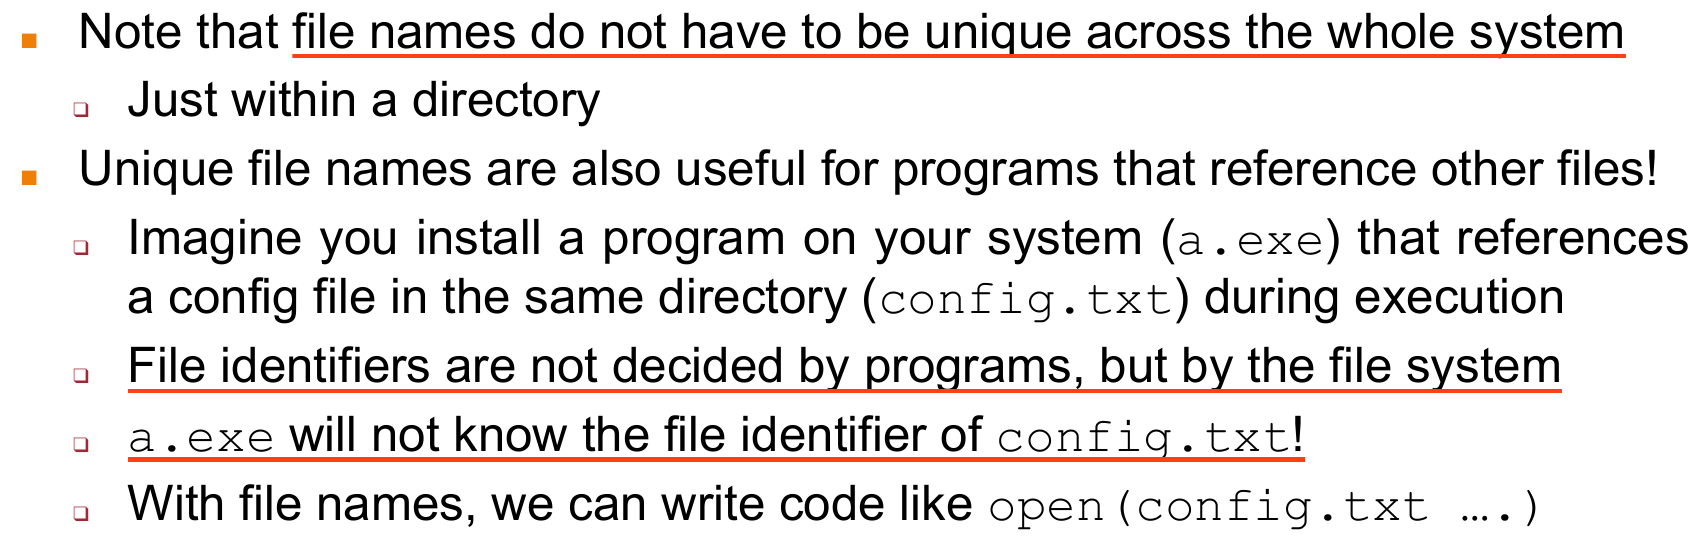 Note that file names do not have to be unique across the whole system
Just within a directory
Unique file names are also useful for programs that reference other files!
Imagine you install a program on your system (a.exe) that references
a config file in the same directory (config.txt) during execution
File identifiers are not decided by programs, but by the file system
a.exe will not know the file identifier of config.txt!
With file names, we can write code like open(config.txt ….)